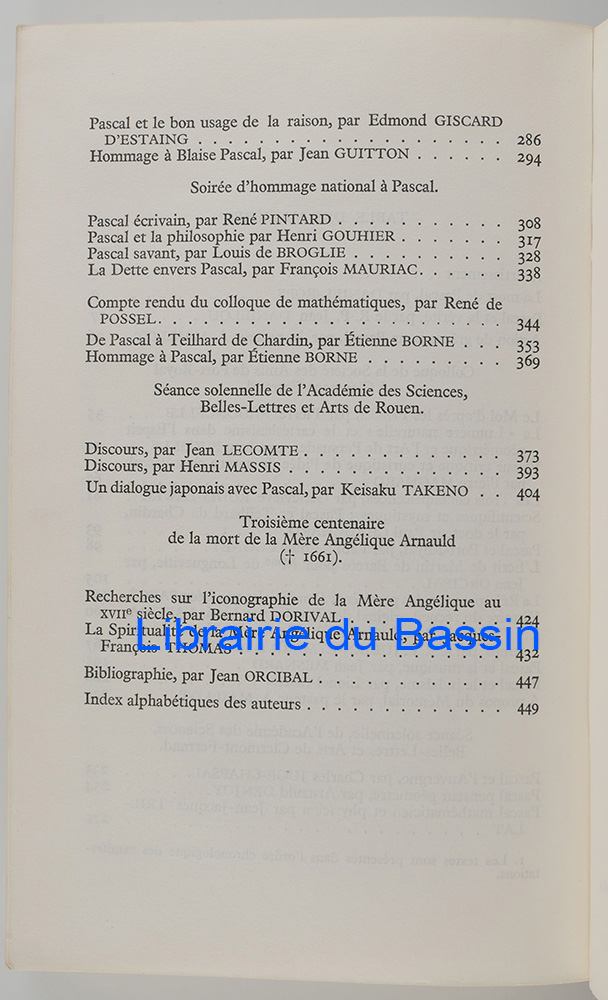 Pascal et le bon usage de la raison, par Edmond GISCARD
D'ESTAING . . . . . . . . . . . . . . . . . . . . 286
Hommage à Blaise Pascal, par Jean GUITTON . . . . . . 294
Soirée d'hommage national à Pascal.
Pascal écrivain, par René PINTARD . . . . . . . . . . . 308
Pascal et la philosophie par Henri GOUHIER . . . . . . . 317
Pascal savant, par Louis de BROGLIE . . . . . . . . . . 328
La Dette envers Pascal, par François MAURIAC. . . . . . 338
Compte rendu du colloque de mathématiques, par René de
POSSEL. . . . . . . . . . . . . . . . . . . . . . . 344
De Pascal à Teilhard de Chardin, par Étienne BORNE . . . 353
Hommage à Pascal, par Étienne BORNE . . . . . . . . . 369
Séance solennelle de l'Académie des Sciences,
Belles-Lettres et Arts de Rouen.
Discours, par Jean LECOMTE . . . . . . . . . . . . . 373
Discours, par Henri MASSIS . . . . . . . . . . . . . . 393
Un dialogue japonais avec Pascal, par Keisaku TAKENO . . 404
Troisième centenaire
de la mort de la Mère Angélique Arnauld
(† 1661).
Recherches sur l'iconographie de la Mère Angélique au
XVIIe siècle, par Bernard DORIVAL . . . . . . . . . . 424
La Spiritualité de la Mère Angélique Arnauld, par Jacques-
François THOMAS . . . . . . . . . . . . . . . . . 432
Librairie du Bassin
Bibliographie, par Jean ORCIBAL . . . . . . . . . . . . 447
Index alphabétiques des auteurs . . . . . . . . . . . . . 449